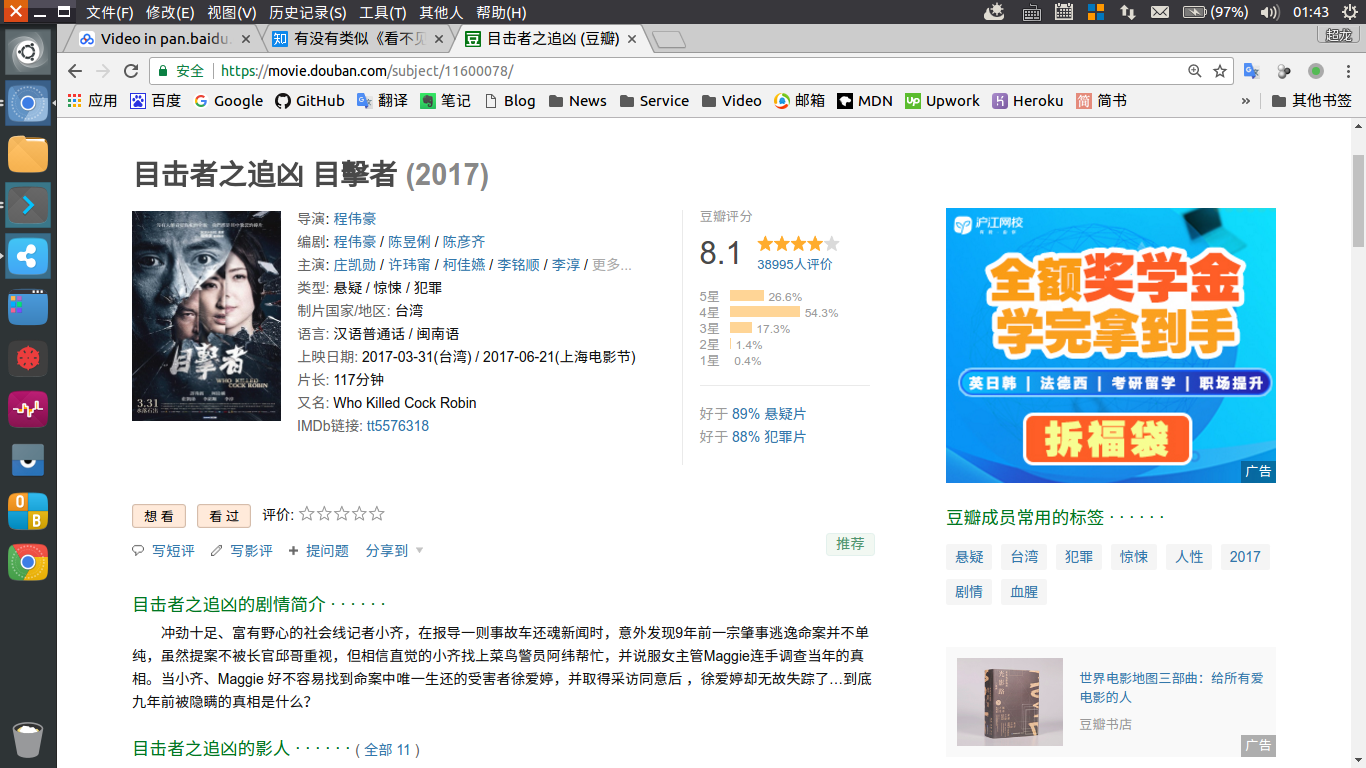 文件(F) 修改(E) 视图(V) 历史记录(S) 工具(T) 其他人 帮助(H) (97%) 01:43
Video in pan.baidu. 有没有类似《看不见 目击者之追凶 (豆瓣) 超龙
安全 https://movie.douban.com/subject/11600078/
应用 百度 Google GitHub 翻译 笔记 Blog News Service Video 邮箱 MDN Upwork Heroku 简书 » 其他书签
目击者之追凶 目擊者 (2017)
导演: 程伟豪
编剧: 程伟豪 / 陈昱俐 / 陈彦齐
主演: 庄凯勋 / 许玮甯 / 柯佳嬿 / 李铭顺 / 李淳 / 更多...
类型: 悬疑 / 惊悚 / 犯罪
制片国家/地区: 台湾
语言: 汉语普通话 / 闽南语
上映日期: 2017-03-31(台湾) / 2017-06-21(上海电影节)
片长: 117分钟
又名: Who Killed Cock Robin
IMDb链接: tt5576318
目擊者
WHO KILLED
COCK ROBIN
3.31
豆瓣评分
8.1
38995人评价
5星 26.6%
4星 54.3%
3星 17.3%
2星 1.4%
1星 0.4%
好于 89% 悬疑片
好于 88% 犯罪片
沪江网校
全额奖学金
学完拿到手
英日韩 | 法德西 | 考研留学 | 职场提升
拆福袋
广告
想看 看过 评价:
写短评 写影评 提问题 分享到
推荐
目击者之追凶的剧情简介 · · · · · ·
冲劲十足、富有野心的社会线记者小齐，在报导一则事故车还魂新闻时，意外发现9年前一宗肇事逃逸命案并不单
纯，虽然提案不被长官邱哥重视，但相信直觉的小齐找上菜鸟警员阿纬帮忙，并说服女主管Maggie连手调查当年的真
相。当小齐、Maggie 好不容易找到命案中唯一生还的受害者徐爱婷，并取得采访同意后 ，徐爱婷却无故失踪了…到底
九年前被隐瞒的真相是什么？
目击者之追凶的影人 · · · · · · ( 全部 11 )
豆瓣成员常用的标签 · · · · · ·
悬疑 台湾 犯罪 惊悚 人性 2017
剧情 血腥
世界电影地图三部曲：给所有爱
电影的人
豆瓣书店
广告